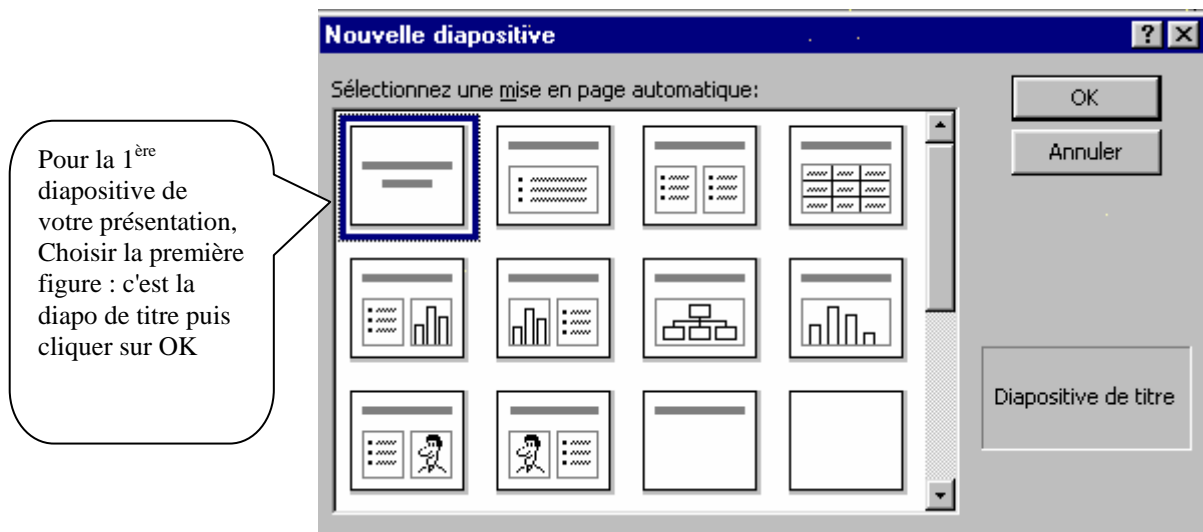 Nouvelle diapositive
Sélectionnez une mise en page automatique:
OK
Annuler
Pour la 1ère
diapositive de
votre présentation,
Choisir la première
figure : c'est la
diapo de titre puis
cliquer sur OK
Diapositive de titre